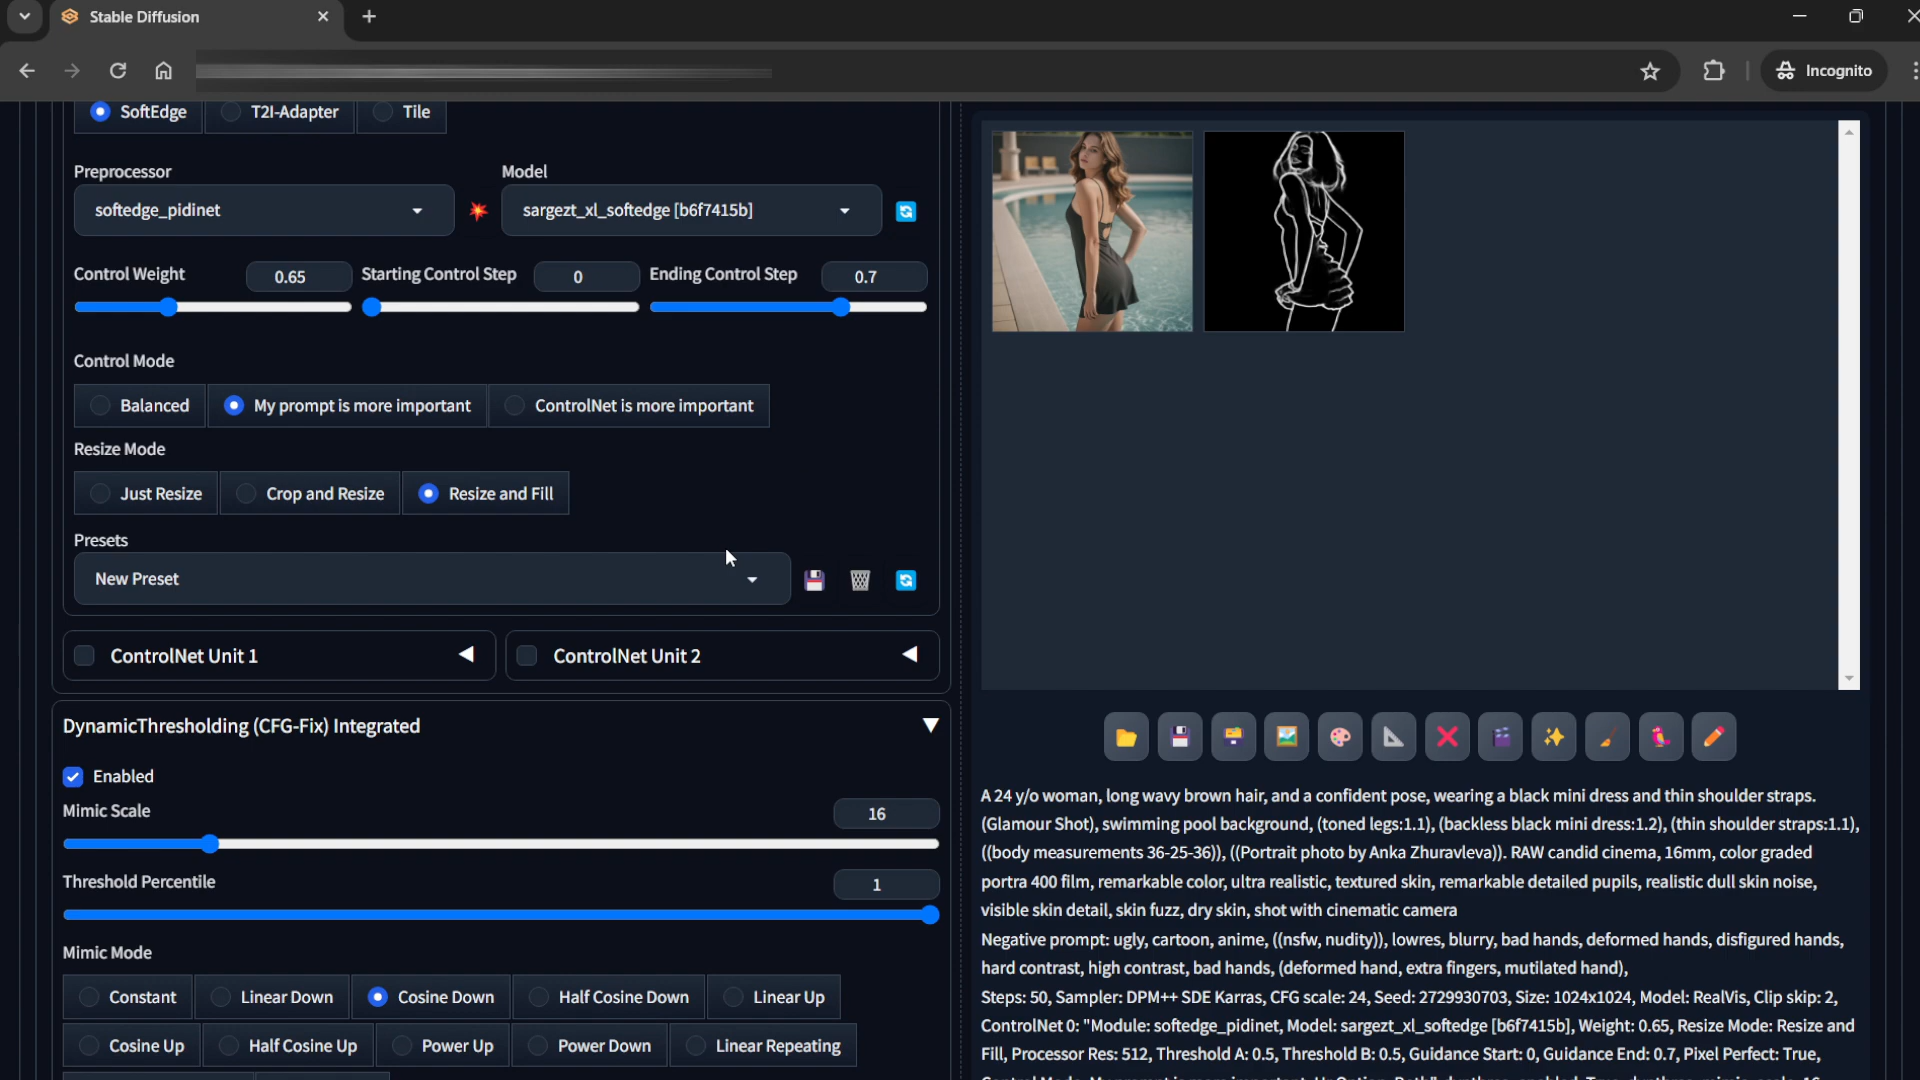 Stable Diffusion
Incognito
SoftEdge T2I-Adapter Tile
Preprocessor Model
softedge_pidinet sargezt_xl_softedge [b6f7415b]
Control Weight 0.65 Starting Control Step 0 Ending Control Step 0.7
Control Mode
Balanced My prompt is more important ControlNet is more important
Resize Mode
Just Resize Crop and Resize Resize and Fill
Presets
New Preset
ControlNet Unit 1 ControlNet Unit 2
DynamicThresholding (CFG-Fix) Integrated
Enabled
Mimic Scale 16
Threshold Percentile 1
Mimic Mode
Constant Linear Down Cosine Down Half Cosine Down Linear Up
Cosine Up Half Cosine Up Power Up Power Down Linear Repeating
A 24 y/o woman, long wavy brown hair, and a confident pose, wearing a black mini dress and thin shoulder straps.
(Glamour Shot), swimming pool background, (toned legs:1.1), (backless black mini dress:1.2), (thin shoulder straps:1.1),
((body measurements 36-25-36)), ((Portrait photo by Anka Zhuravleva)). RAW candid cinema, 16mm, color graded
portra 400 film, remarkable color, ultra realistic, textured skin, remarkable detailed pupils, realistic dull skin noise,
visible skin detail, skin fuzz, dry skin, shot with cinematic camera
Negative prompt: ugly, cartoon, anime, ((nsfw, nudity)), lowres, blurry, bad hands, deformed hands, disfigured hands,
hard contrast, high contrast, bad hands, (deformed hand, extra fingers, mutilated hand),
Steps: 50, Sampler: DPM++ SDE Karras, CFG scale: 24, Seed: 2729930703, Size: 1024x1024, Model: RealVis, Clip skip: 2,
ControlNet 0: "Module: softedge_pidinet, Model: sargezt_xl_softedge [b6f7415b], Weight: 0.65, Resize Mode: Resize and
Fill, Processor Res: 512, Threshold A: 0.5, Threshold B: 0.5, Guidance Start: 0, Guidance End: 0.7, Pixel Perfect: True,